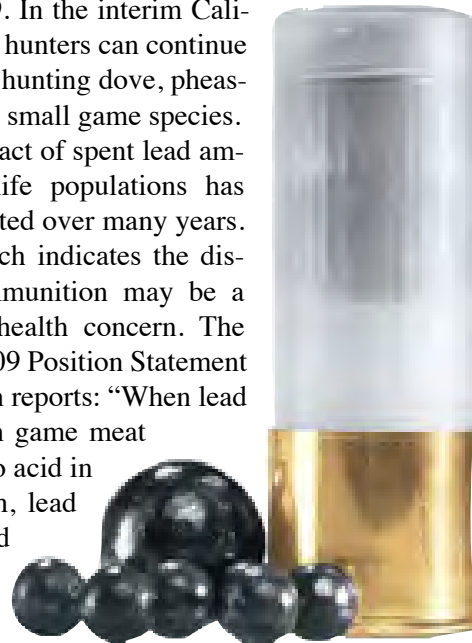 9. In the interim Cali-
hunters can continue
hunting dove, pheas-
small game species.
act of spent lead am-
life populations has
ted over many years.
ch indicates the dis-
mmunition may be a
health concern. The
09 Position Statement
n reports: “When lead
n game meat
o acid in
n, lead
d